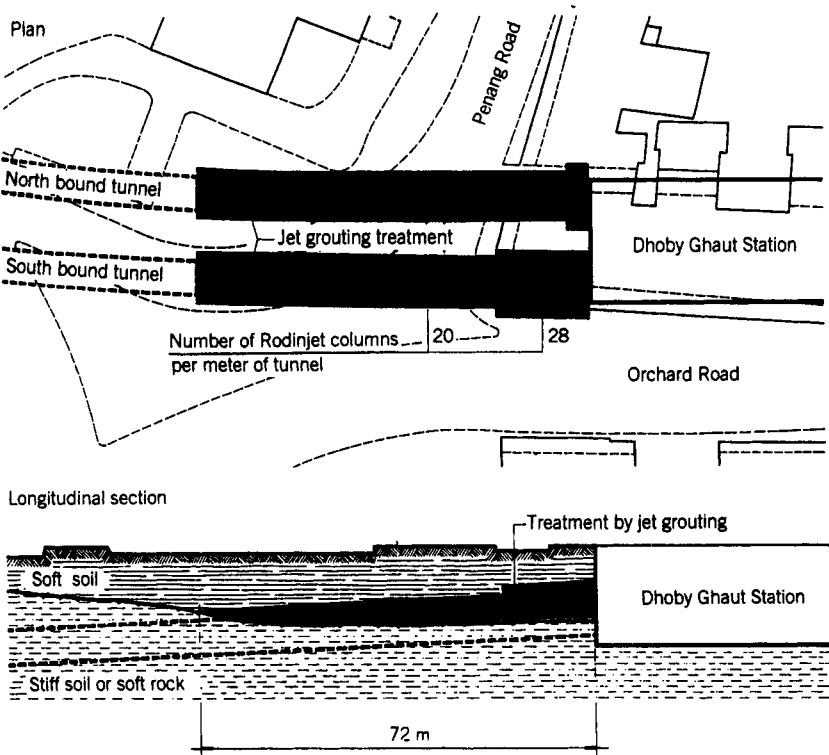 Plan
Penang Road
North bound tunnel
Jet grouting treatment
Dhoby Ghaut Station
South bound tunnel
Number of Rodinjet columns
per meter of tunnel
20
28
Orchard Road
Longitudinal section
Treatment by jet grouting
Soft soil
Dhoby Ghaut Station
Stiff soil or soft rock
72 m